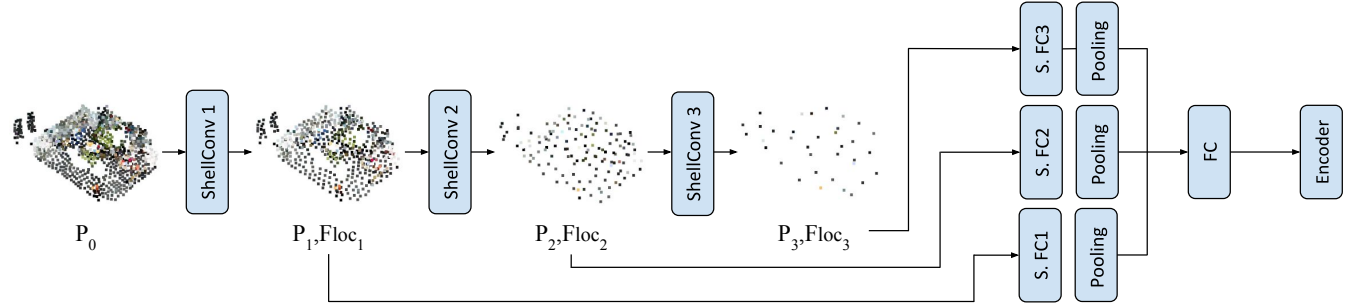 ShellConv 1
ShellConv 2
ShellConv 3
P0
P1,Floc1
P2,Floc2
P3,Floc3
S. FC3
Pooling
S. FC2
Pooling
S. FC1
Pooling
FC
Encoder